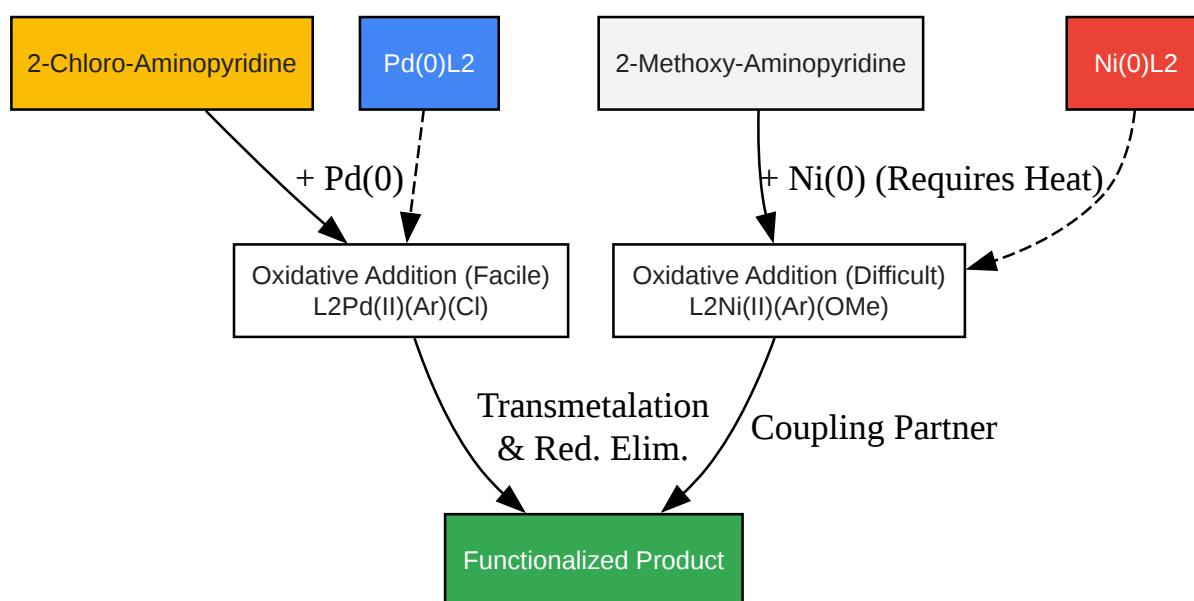 2-Chloro-Aminopyridine
Pd(0)L2
2-Methoxy-Aminopyridine
Ni(0)L2
+ Pd(0)
+ Ni(0) (Requires Heat)
Oxidative Addition (Facile)
L2Pd(II)(Ar)(Cl)
Oxidative Addition (Difficult)
L2Ni(II)(Ar)(OMe)
Transmetalation
& Red. Elim.
Coupling Partner
Functionalized Product